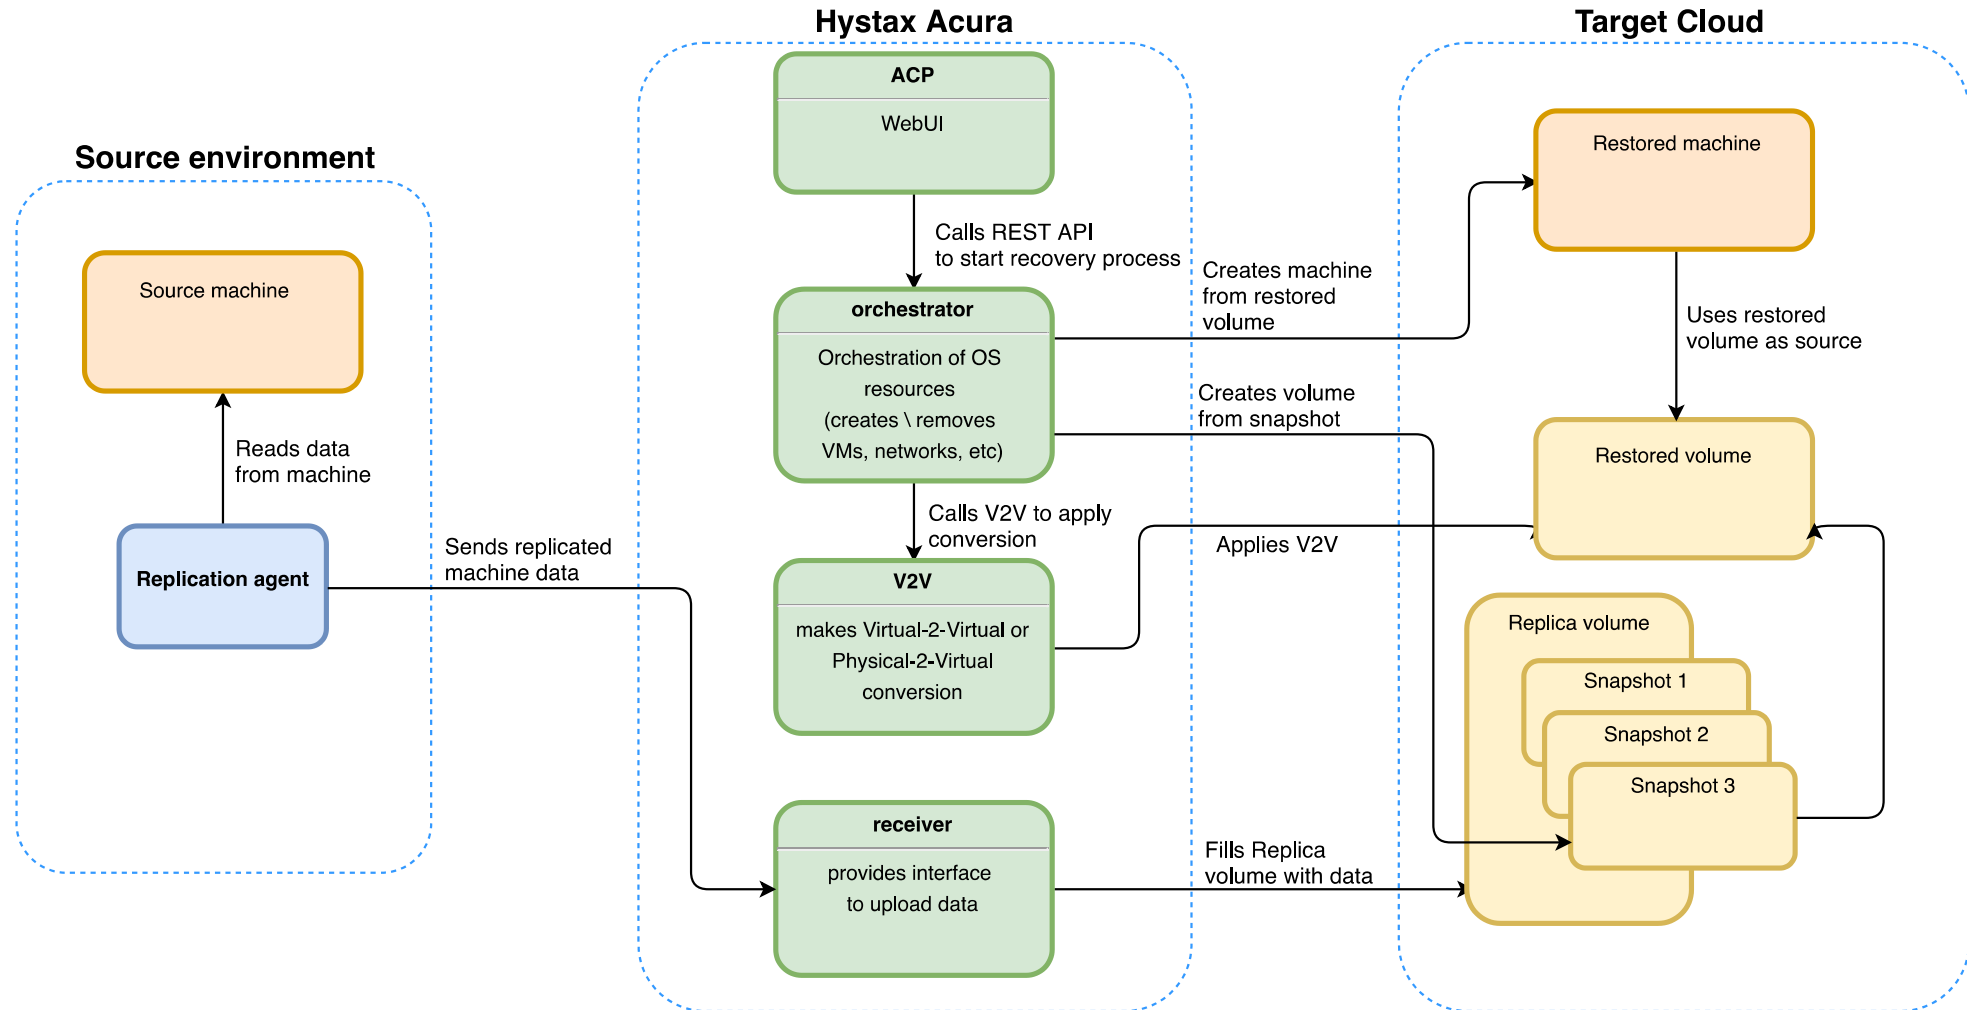 Hystax Acura
Target Cloud
Source environment
Source machine
Reads data
from machine
Replication agent
Sends replicated
machine data
ACP
WebUI
Calls REST API
to start recovery process
orchestrator
Orchestration of OS
resources
(creates \ removes
VMs, networks, etc)
Calls V2V to apply
conversion
V2V
makes Virtual-2-Virtual or
Physical-2-Virtual
conversion
receiver
provides interface
to upload data
Creates machine
from restored
volume
Creates volume
from snapshot
Applies V2V
Fills Replica
volume with data
Restored machine
Uses restored
volume as source
Restored volume
Replica volume
Snapshot 1
Snapshot 2
Snapshot 3